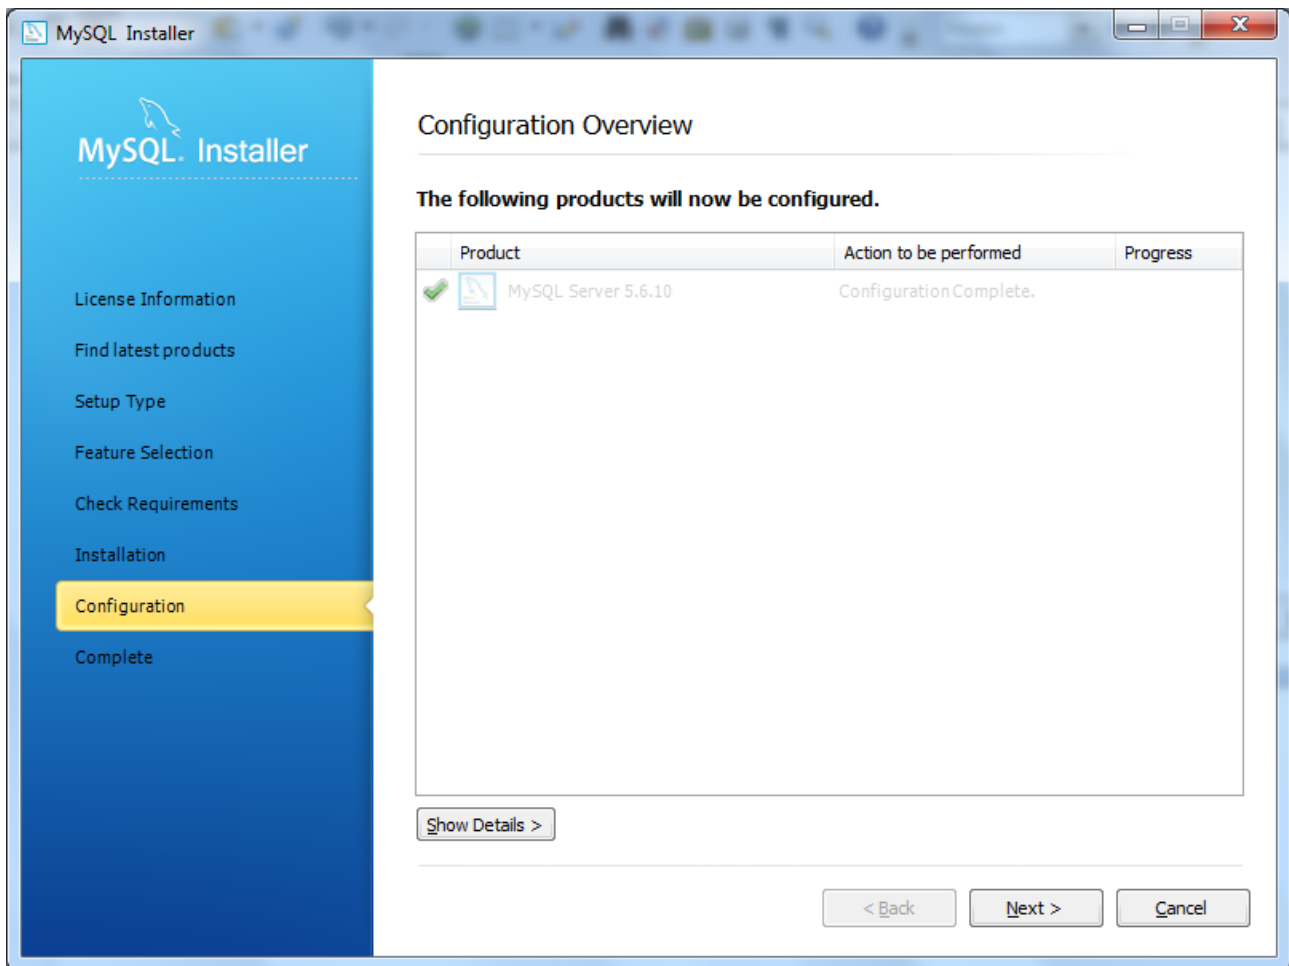 MySQL Installer
MySQL. Installer
License Information
Find latest products
Setup Type
Feature Selection
Check Requirements
Installation
Configuration
Complete
Configuration Overview
The following products will now be configured.
Product Action to be performed Progress
MySQL Server 5.6.10 Configuration Complete.
Show Details >
< Back Next > Cancel